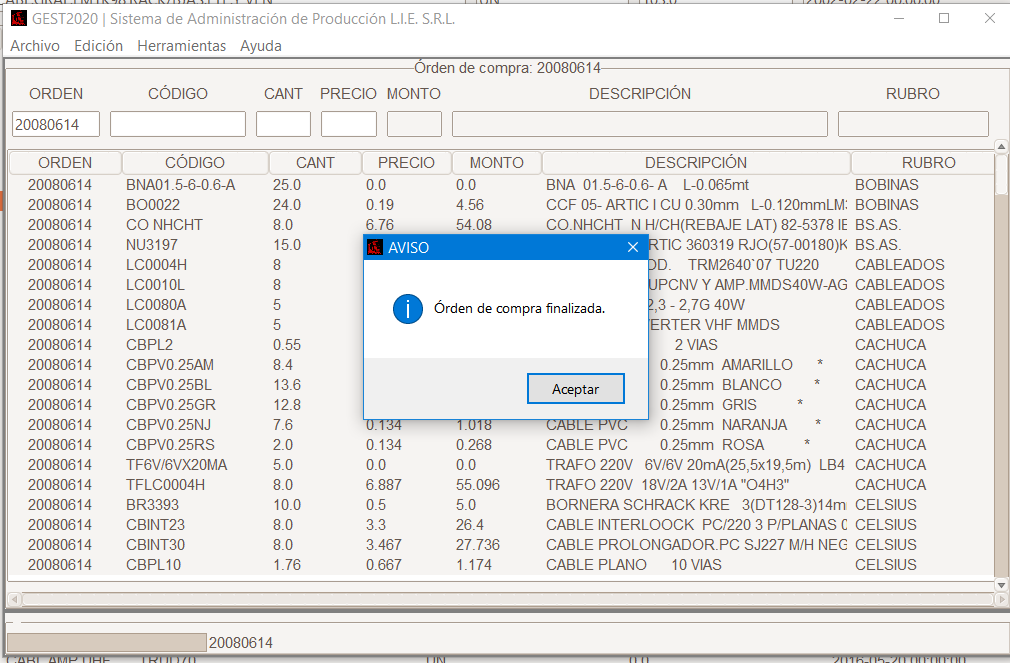 GEST2020 | Sistema de Administración de Producción L.I.E. S.R.L.
Archivo Edición Herramientas Ayuda
Órden de compra: 20080614
ORDEN CÓDIGO CANT PRECIO MONTO DESCRIPCIÓN RUBRO
20080614
ORDEN CÓDIGO CANT PRECIO MONTO DESCRIPCIÓN RUBRO
20080614 BNA01.5-6-0.6-A 25.0 0.0 0.0 BNA 01.5-6-0.6- A L-0.065mt BOBINAS
20080614 BO0022 24.0 0.19 4.56 CCF 05- ARTIC I CU 0.30mm L-0.120mmLM3 BOBINAS
20080614 CO NHCHT 8.0 6.76 54.08 CO.NHCHT N H/CH(REBAJE LAT) 82-5378 IE BS.AS.
20080614 NU3197 15.0 RTIC 360319 RJO(57-00180)K BS.AS.
20080614 LC0004H 8 OD. TRM2640`07 TU220 CABLEADOS
20080614 LC0010L 8 UPCNV Y AMP.MMDS40W-AG CABLEADOS
20080614 LC0080A 5 2,3 - 2,7G 40W CABLEADOS
20080614 LC0081A 5 VERTER VHF MMDS CABLEADOS
20080614 CBPL2 0.55 2 VIAS CACHUCA
20080614 CBPV0.25AM 8.4 0.25mm AMARILLO * CACHUCA
20080614 CBPV0.25BL 13.6 0.25mm BLANCO * CACHUCA
20080614 CBPV0.25GR 12.8 0.25mm GRIS * CACHUCA
20080614 CBPV0.25NJ 7.6 0.134 1.018 CABLE PVC 0.25mm NARANJA * CACHUCA
20080614 CBPV0.25RS 2.0 0.134 0.268 CABLE PVC 0.25mm ROSA * CACHUCA
20080614 TF6V/6VX20MA 5.0 0.0 0.0 TRAFO 220V 6V/6V 20mA(25,5x19,5m) LB4 CACHUCA
20080614 TFLC0004H 8.0 6.887 55.096 TRAFO 220V 18V/2A 13V/1A "O4H3" CACHUCA
20080614 BR3393 10.0 0.5 5.0 BORNERA SCHRACK KRE 3(DT128-3)14m CELSIUS
20080614 CBINT23 8.0 3.3 26.4 CABLE INTERLOOCK PC/220 3 P/PLANAS 0 CELSIUS
20080614 CBINT30 8.0 3.467 27.736 CABLE PROLONGADOR.PC SJ227 M/H NEG CELSIUS
20080614 CBPL10 1.76 0.667 1.174 CABLE PLANO 10 VIAS CELSIUS
AVISO
Órden de compra finalizada.
Aceptar
20080614